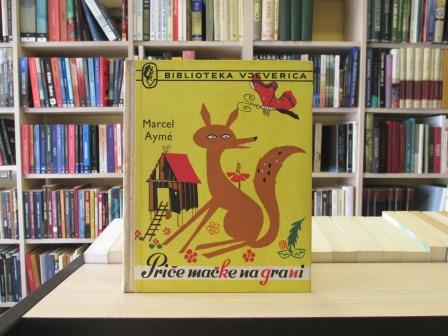 BIBLIOTEKA VJEVERICA
Marcel
Aymé
Priče mačke na grani